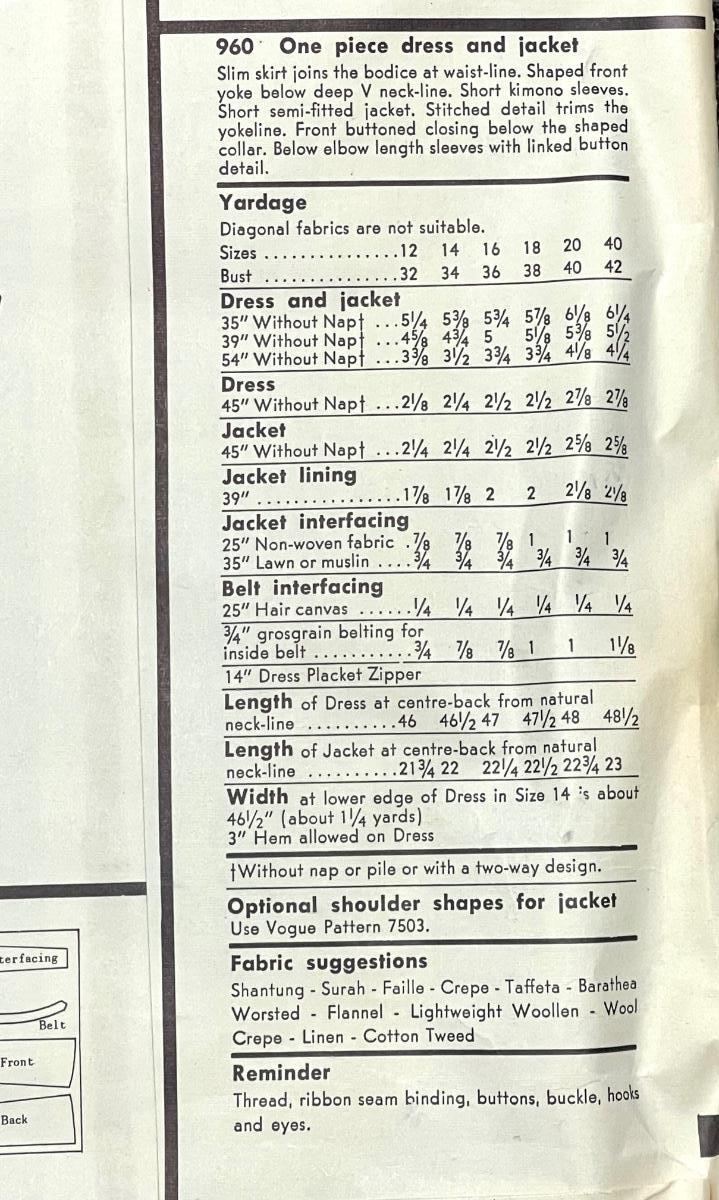 960 One piece dress and jacket
Slim skirt joins the bodice at waist-line. Shaped front
yoke below deep V neck-line. Short kimono sleeves.
Short semi-fitted jacket. Stitched detail trims the
yokeline. Front buttoned closing below the shaped
collar. Below elbow length sleeves with linked button
detail.
Yardage
Diagonal fabrics are not suitable.
Sizes ...............12 14 16 18 20 40
Bust ...............32 34 36 38 40 42
Dress and jacket
35" Without Nap† ...5¼ 5⅜ 5¾ 5⅞ 6⅛ 6¼
39" Without Nap† ...4⅝ 4¾ 5 5⅛ 5⅜ 5½
54" Without Nap† ...3⅜ 3½ 3¾ 3¾ 4⅛ 4¼
Dress
45" Without Nap† ...2⅛ 2¼ 2½ 2½ 2⅞ 2⅞
Jacket
45" Without Nap† ...2¼ 2¼ 2½ 2½ 2⅝ 2⅝
Jacket lining
39" ................1⅞ 1⅞ 2 2 2⅛ 2⅛
Jacket interfacing
25" Non-woven fabric .⅞ ⅞ ⅞ 1 1 1
35" Lawn or muslin ....¾ ¾ ¾ ¾ ¾ ¾
Belt interfacing
25" Hair canvas ......¼ ¼ ¼ ¼ ¼ ¼
¾" grosgrain belting for
inside belt ...........¾ ⅞ ⅞ 1 1 1⅛
14" Dress Placket Zipper
Length of Dress at centre-back from natural
neck-line ..........46 46½ 47 47½ 48 48½
Length of Jacket at centre-back from natural
neck-line ..........21¾ 22 22¼ 22½ 22¾ 23
Width at lower edge of Dress in Size 14 is about
46½" (about 1¼ yards)
3" Hem allowed on Dress
†Without nap or pile or with a two-way design.
Optional shoulder shapes for jacket
Use Vogue Pattern 7503.
Fabric suggestions
Shantung - Surah - Faille - Crepe - Taffeta - Barathea
Worsted - Flannel - Lightweight Woollen - Wool
Crepe - Linen - Cotton Tweed
Reminder
Thread, ribbon seam binding, buttons, buckle, hooks
and eyes.
terfacing
Belt
Front
Back